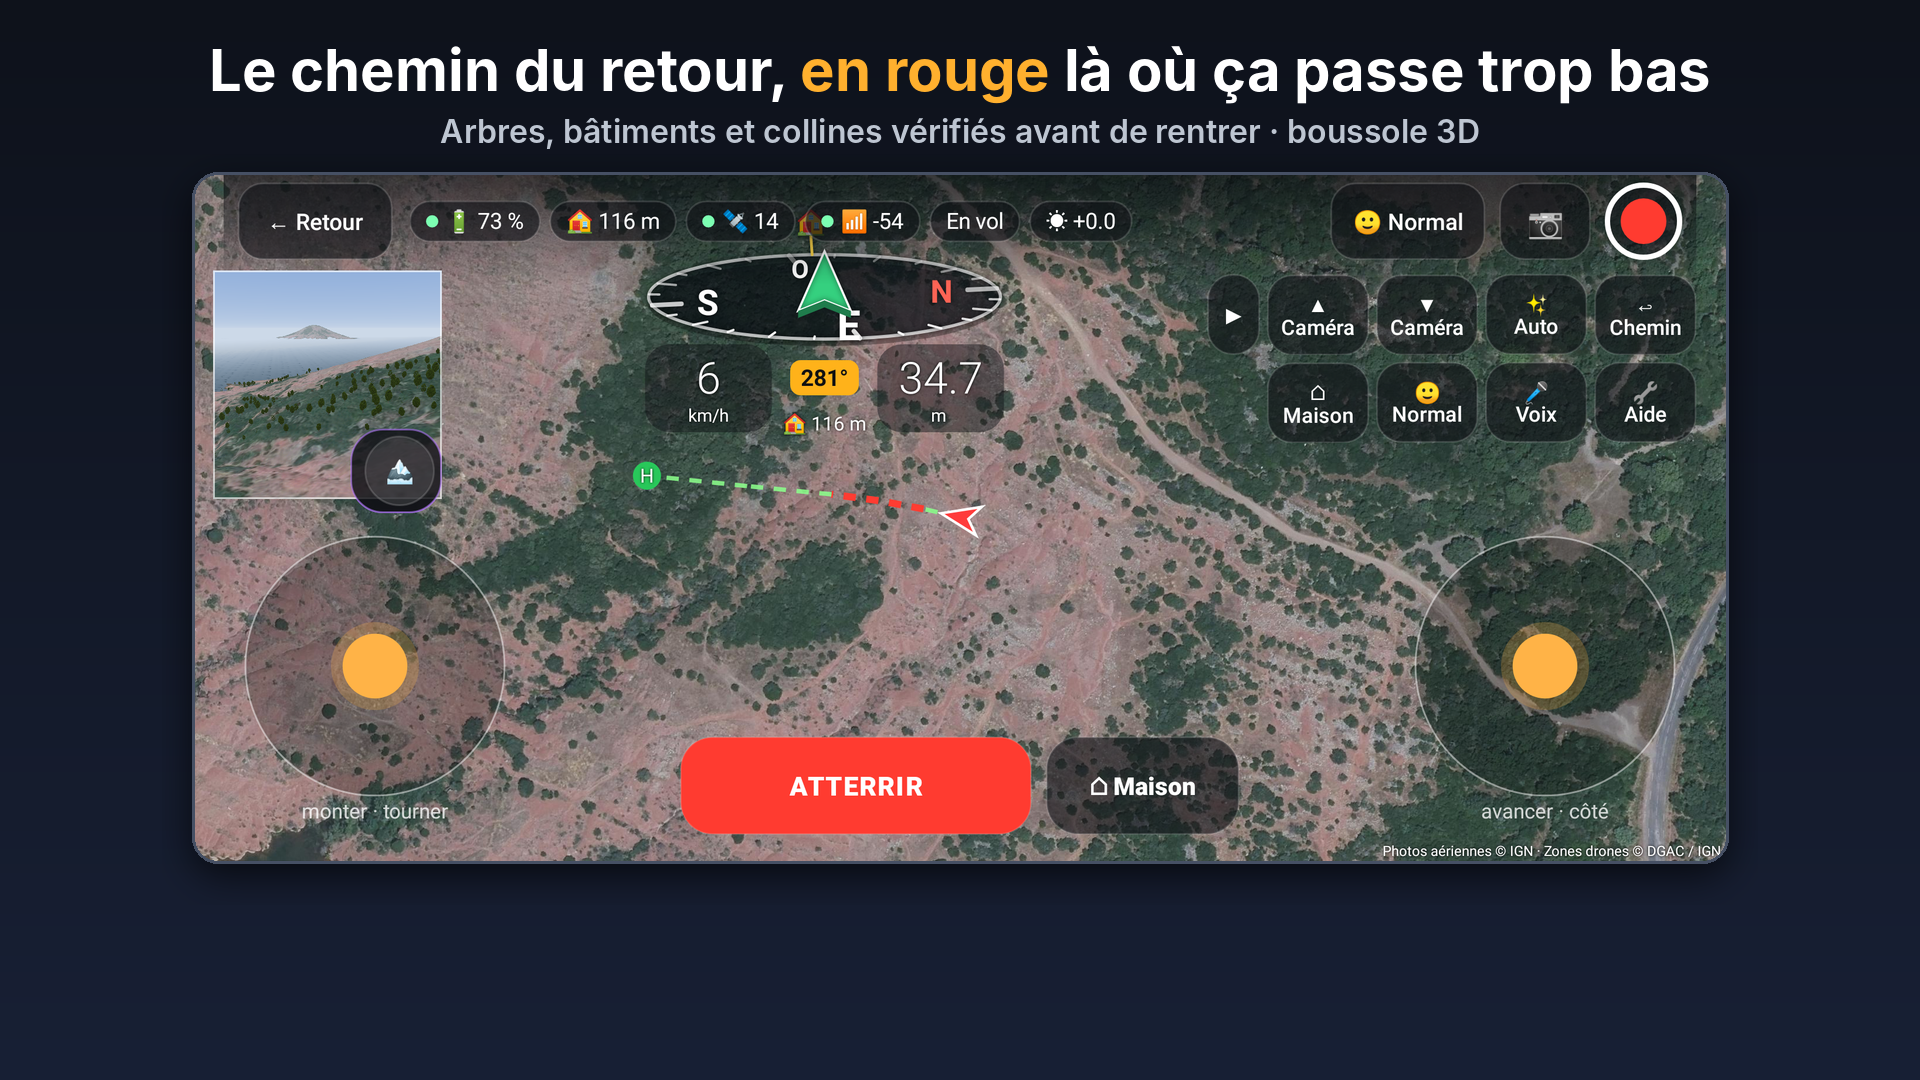 Le chemin du retour, en rouge là où ça passe trop bas
Arbres, bâtiments et collines vérifiés avant de rentrer · boussole 3D
← Retour
73 %
116 m
14
-54
En vol
+0.0
Normal
O
S
N
E
6
km/h
281°
116 m
34.7
m
▶
▲ Caméra
▼ Caméra
Auto
Chemin
Maison
Normal
Voix
Aide
H
monter · tourner
avancer · côté
ATTERRIR
Maison
Photos aériennes © IGN · Zones drones © DGAC / IGN